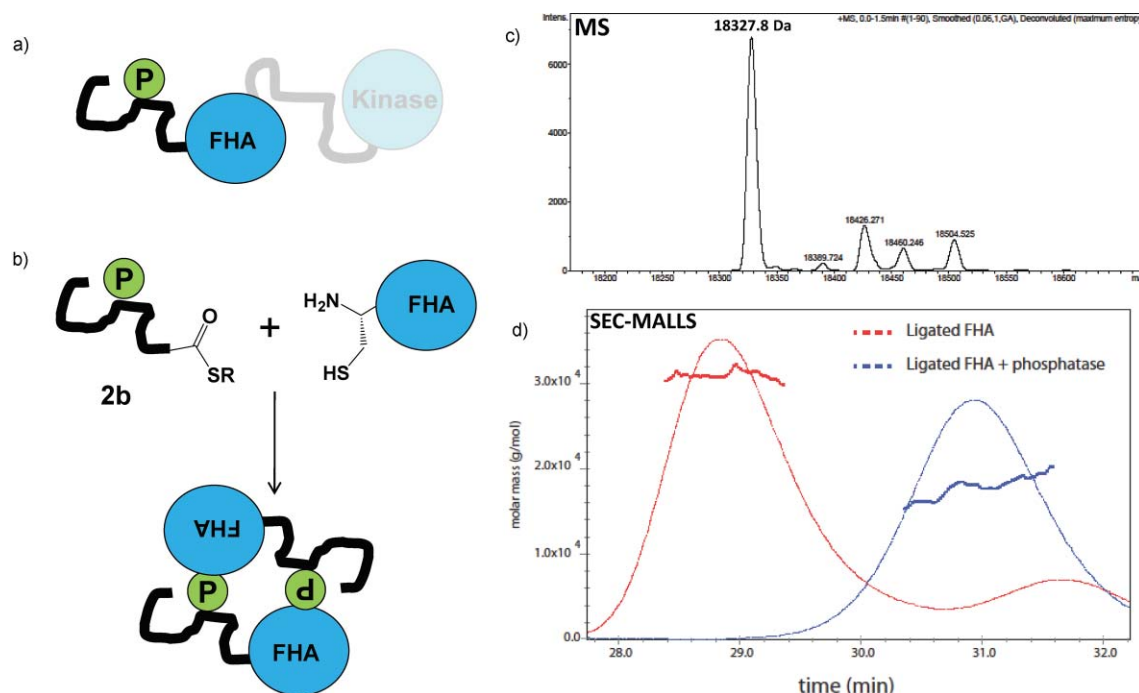 a)
P
FHA
Kinase
b)
P
O
SR
2b
+
H₂N
HS
FHA
FHA
P
P
FHA
c)
Intens.
MS
+MS, 0.0-1.5min #(1-90), Smoothed (0.06,1,GA), Deconvoluted (maximum entropy
18327.8 Da
6000
4000
2000
0
18389.724
18426.271
18460.246
18504.525
18200
18250
18300
18350
18400
18450
18500
18550
18600
d)
SEC-MALLS
Ligated FHA
Ligated FHA + phosphatase
molar mass (g/mol)
3.0x10⁴
2.0x10⁴
1.0x10⁴
0.0
28.0
29.0
30.0
31.0
32.0
time (min)